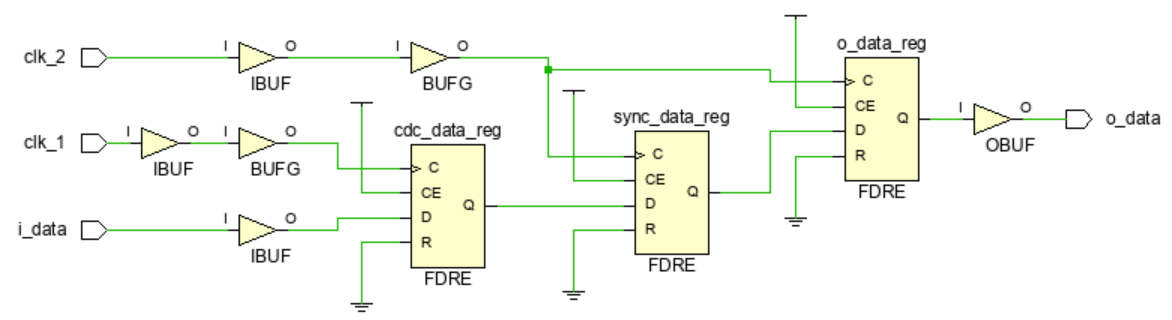 clk_2
I
O
IBUF
I
O
BUFG
clk_1
I
O
IBUF
I
O
BUFG
i_data
I
O
IBUF
cdc_data_reg
C
CE
D
R
Q
FDRE
sync_data_reg
C
CE
D
R
Q
FDRE
o_data_reg
C
CE
D
R
Q
FDRE
I
O
OBUF
o_data